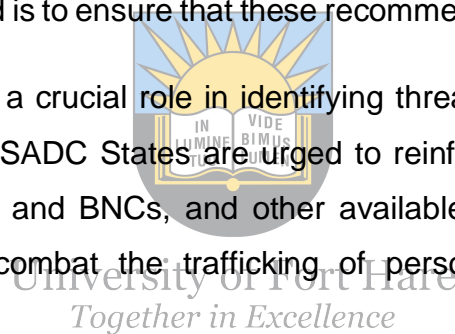 d is to ensure that these recomme
a crucial role in identifying threa
IN VIDE
LUMINE BIMUS
TUO LUMEN
SADC States are urged to reinf
and BNCs, and other available
combat the trafficking of perso
University of Fort Hare
Together in Excellence